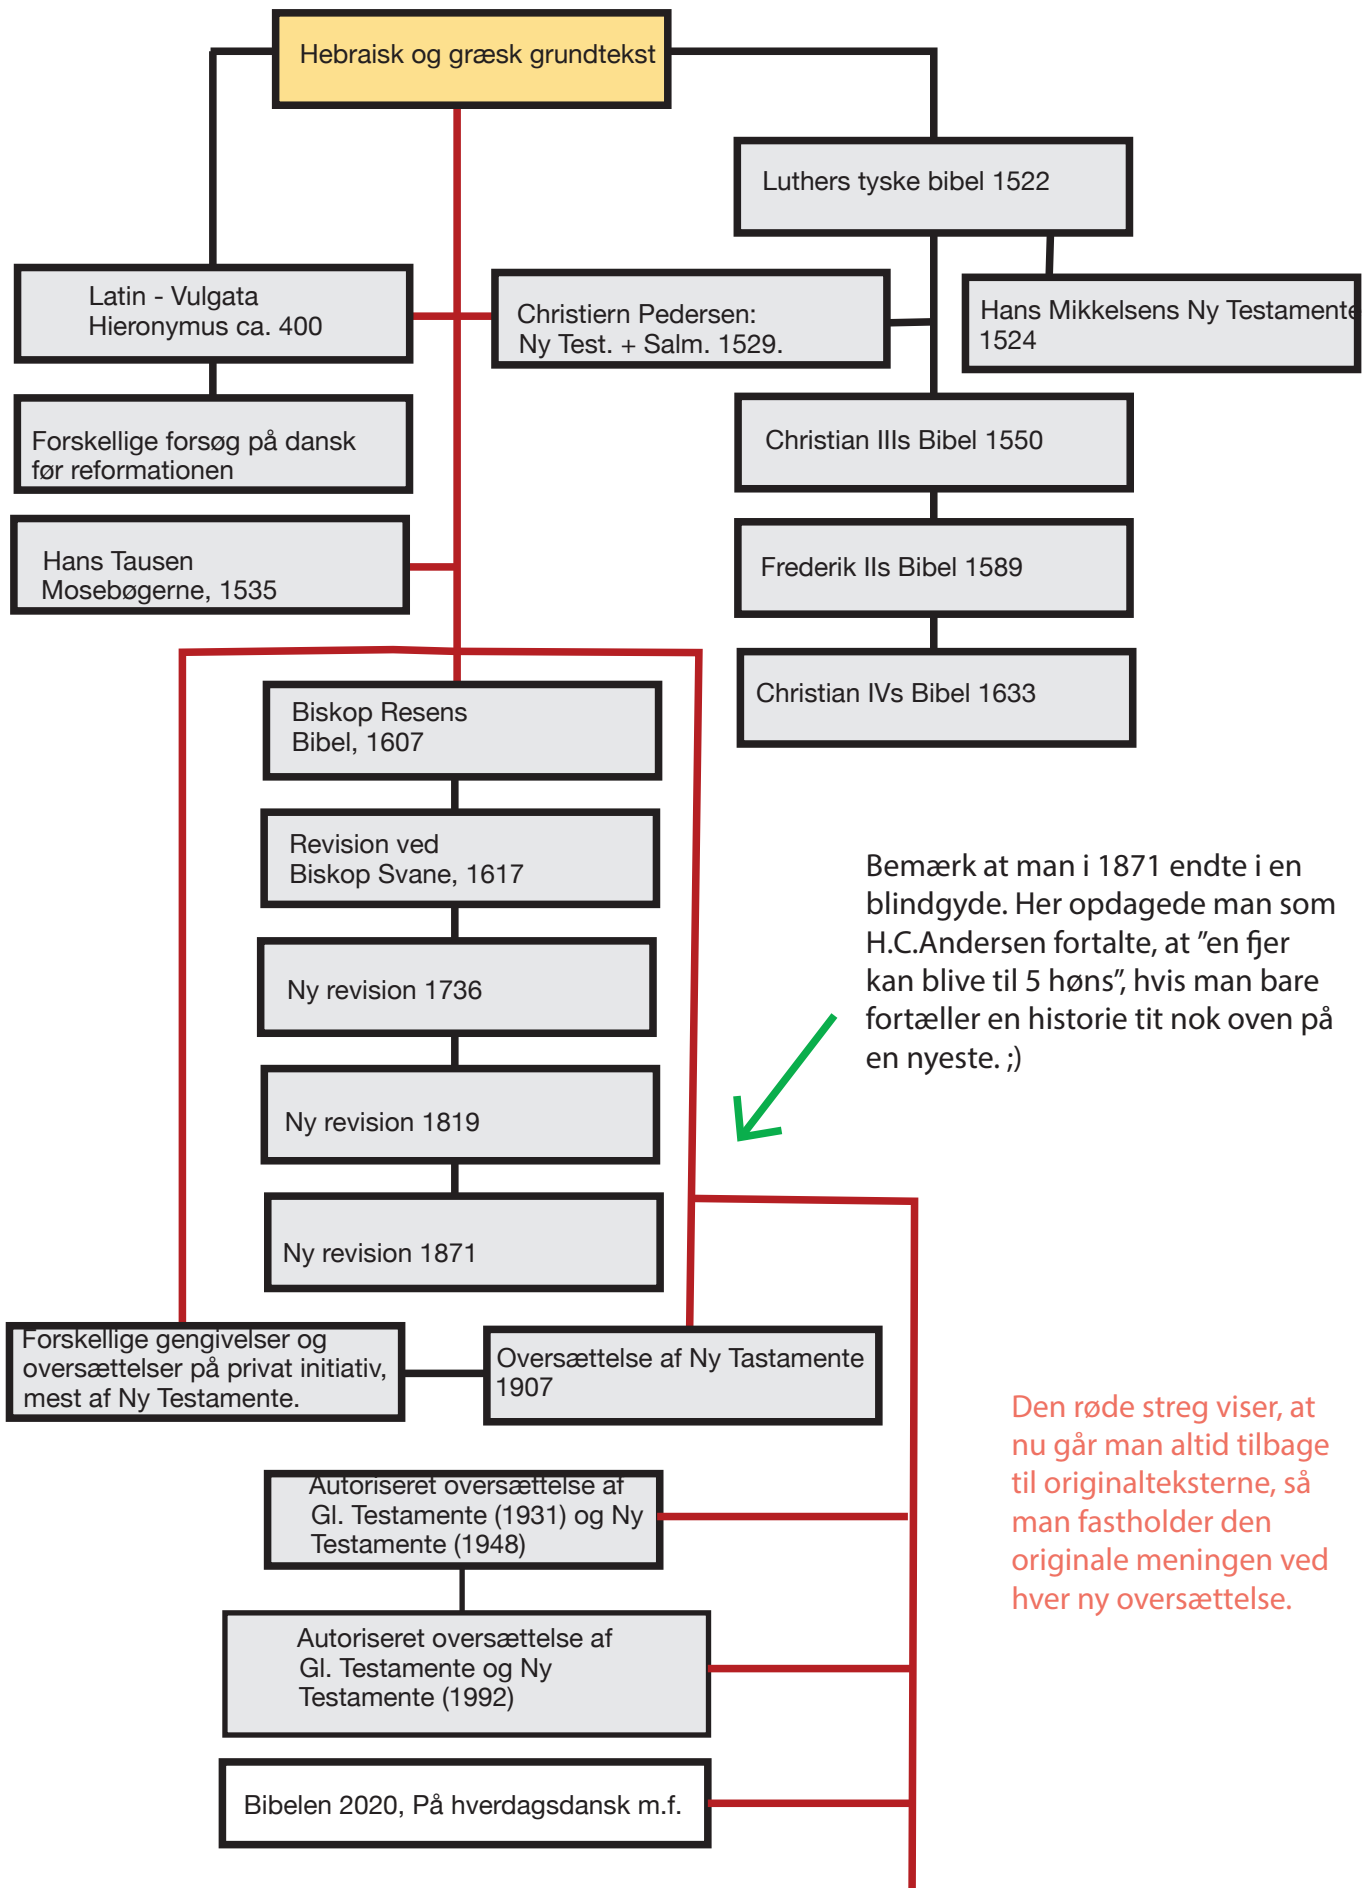 Hebraisk og græsk grundtekst
Luthers tyske bibel 1522
Latin - Vulgata
Hieronymus ca. 400
Christiern Pedersen:
Ny Test. + Salm. 1529.
Hans Mikkelsens Ny Testamente
1524
Forskellige forsøg på dansk
før reformationen
Christian IIIs Bibel 1550
Hans Tausen
Mosebøgerne, 1535
Frederik IIs Bibel 1589
Christian IVs Bibel 1633
Biskop Resens
Bibel, 1607
Revision ved
Biskop Svane, 1617
Bemærk at man i 1871 endte i en
blindgyde. Her opdagede man som
H.C.Andersen fortalte, at ”en fjer
kan blive til 5 høns”, hvis man bare
fortæller en historie tit nok oven på
en nyeste. ;)
Ny revision 1736
Ny revision 1819
Ny revision 1871
Forskellige gengivelser og
oversættelser på privat initiativ,
mest af Ny Testamente.
Oversættelse af Ny Tastamente
1907
Den røde streg viser, at
nu går man altid tilbage
til originalteksterne, så
man fastholder den
originale meningen ved
hver ny oversættelse.
Autoriseret oversættelse af
Gl. Testamente (1931) og Ny
Testamente (1948)
Autoriseret oversættelse af
Gl. Testamente og Ny
Testamente (1992)
Bibelen 2020, På hverdagsdansk m.f.